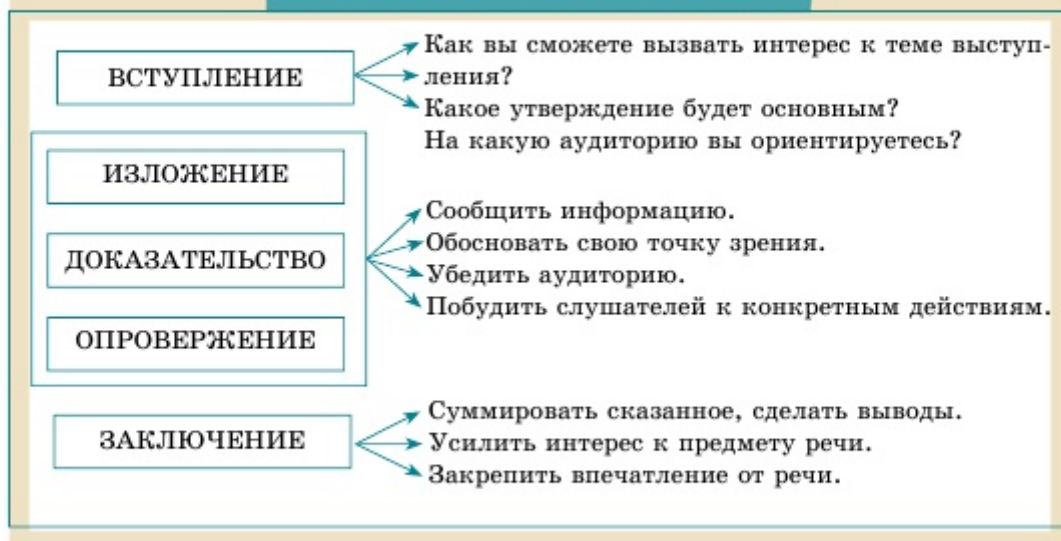 ВСТУПЛЕНИЕ
Как вы сможете вызвать интерес к теме выступ-
ления?
Какое утверждение будет основным?
На какую аудиторию вы ориентируетесь?
ИЗЛОЖЕНИЕ
ДОКАЗАТЕЛЬСТВО
ОПРОВЕРЖЕНИЕ
Сообщить информацию.
Обосновать свою точку зрения.
Убедить аудиторию.
Побудить слушателей к конкретным действиям.
ЗАКЛЮЧЕНИЕ
Суммировать сказанное, сделать выводы.
Усилить интерес к предмету речи.
Закрепить впечатление от речи.